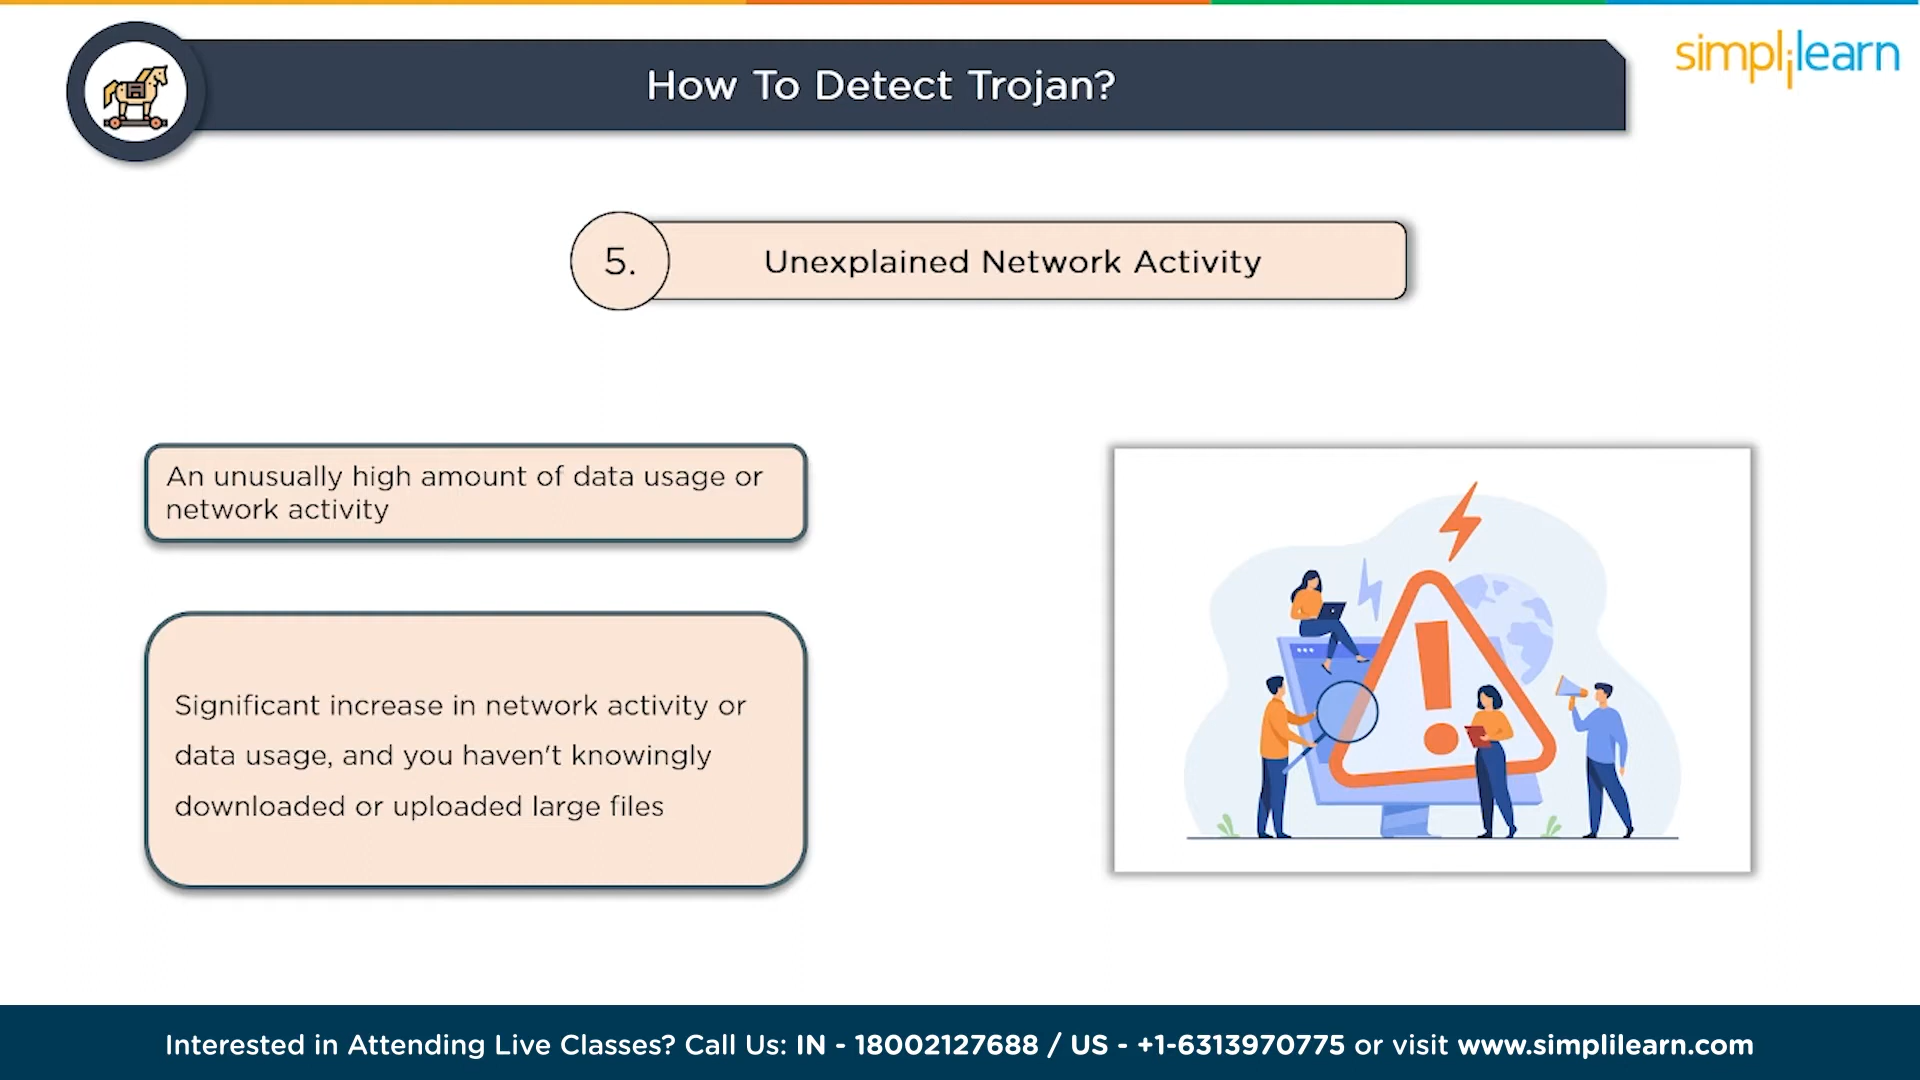 How To Detect Trojan?
simplilearn
5.
Unexplained Network Activity
An unusually high amount of data usage or
network activity
Significant increase in network activity or
data usage, and you haven't knowingly
downloaded or uploaded large files
Interested in Attending Live Classes? Call Us: IN - 18002127688 / US - +1-6313970775 or visit www.simplilearn.com